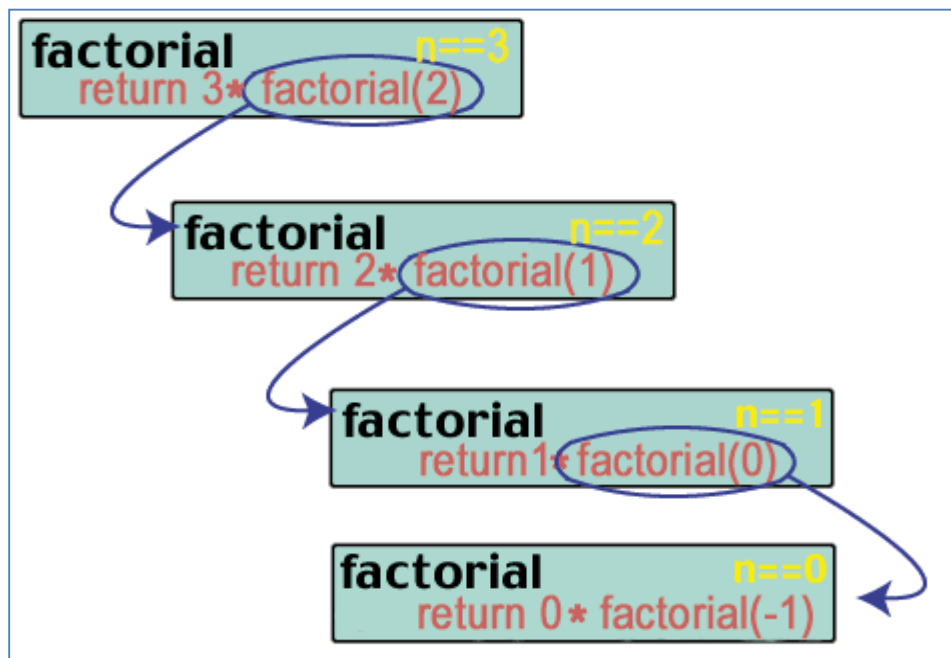 factorial n==3
return 3* factorial(2)
factorial n==2
return 2* factorial(1)
factorial n==1
return1* factorial(0)
factorial n==0
return 0* factorial(-1)